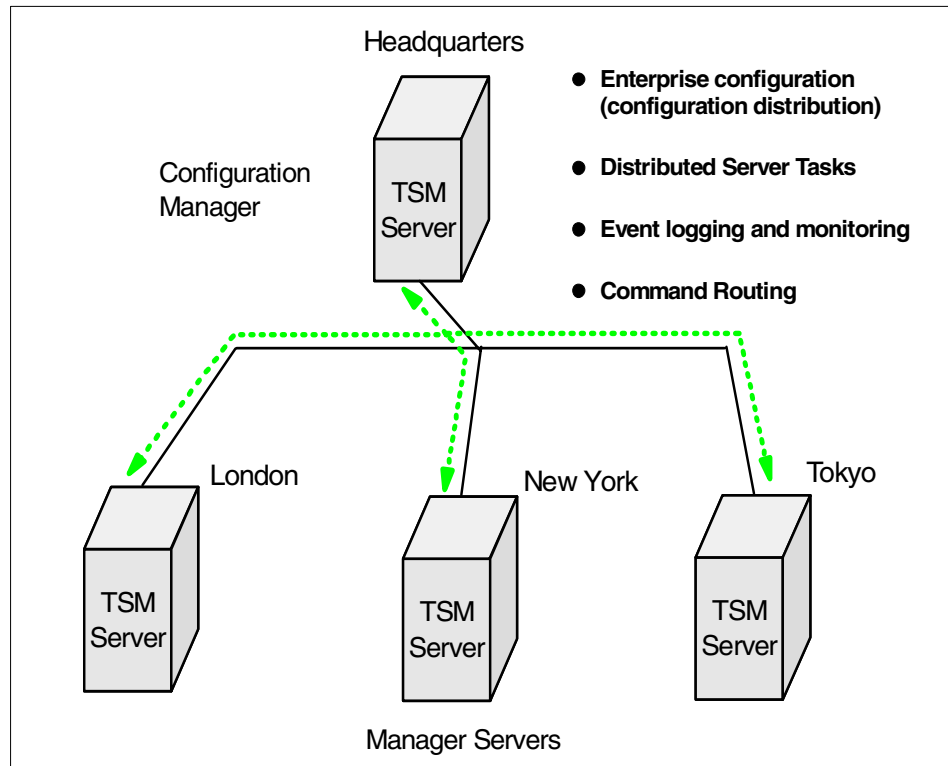 Headquarters
Enterprise configuration
(configuration distribution)
Distributed Server Tasks
Event logging and monitoring
Command Routing
Configuration
Manager
TSM
Server
London
New York
Tokyo
TSM
Server
TSM
Server
TSM
Server
Manager Servers